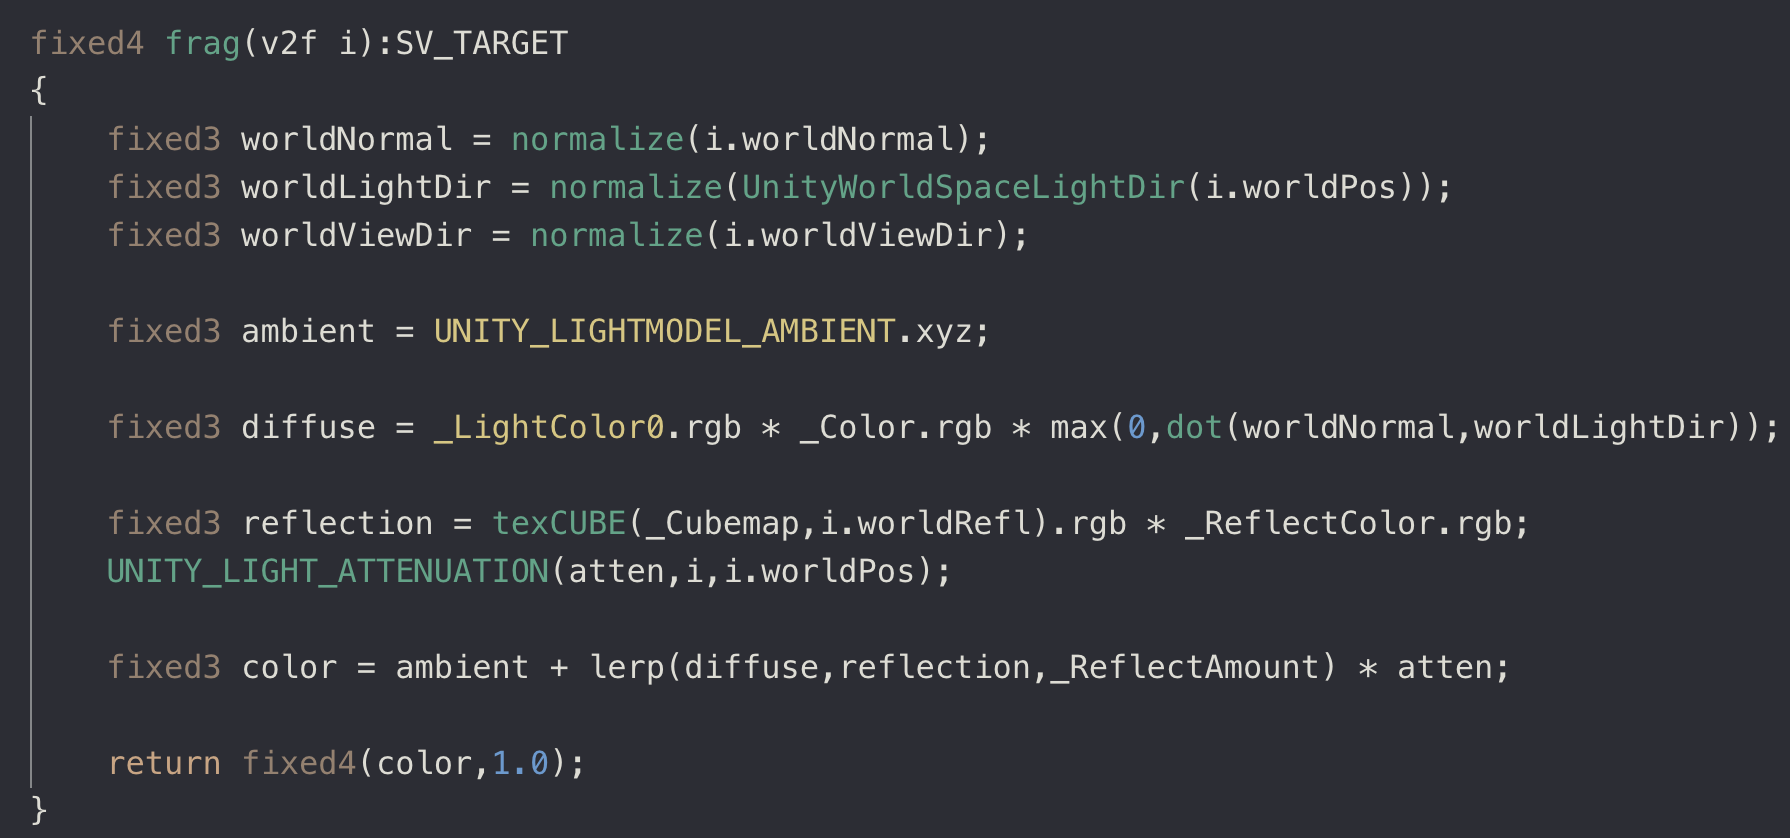 fixed4 frag(v2f i):SV_TARGET
{
fixed3 worldNormal = normalize(i.worldNormal);
fixed3 worldLightDir = normalize(UnityWorldSpaceLightDir(i.worldPos));
fixed3 worldViewDir = normalize(i.worldViewDir);
fixed3 ambient = UNITY_LIGHTMODEL_AMBIENT.xyz;
fixed3 diffuse = _LightColor0.rgb * _Color.rgb * max(0,dot(worldNormal,worldLightDir));
fixed3 reflection = texCUBE(_Cubemap,i.worldRefl).rgb * _ReflectColor.rgb;
UNITY_LIGHT_ATTENUATION(atten,i,i.worldPos);
fixed3 color = ambient + lerp(diffuse,reflection,_ReflectAmount) * atten;
return fixed4(color,1.0);
}